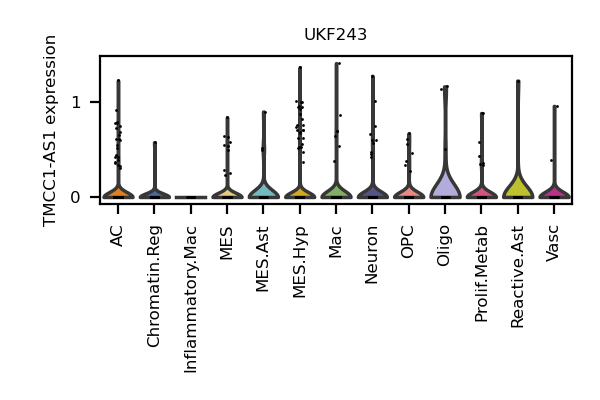 UKF243
TMCC1-AS1 expression
1
0
AC
Chromatin.Reg
Inflammatory.Mac
MES
MES.Ast
MES.Hyp
Mac
Neuron
OPC
Oligo
Prolif.Metab
Reactive.Ast
Vasc